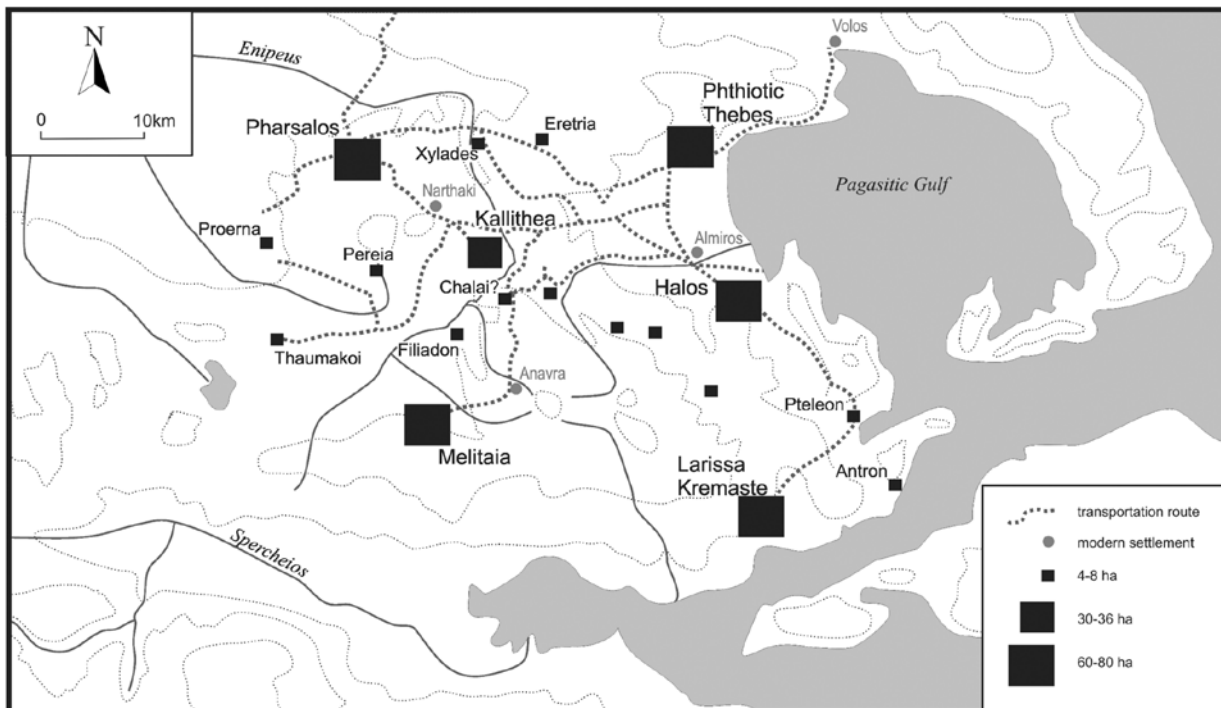 N
0
10km
Enipeus
Volos
Phthiotic
Thebes
Pharsalos
Eretria
Xylades
Pagasitic Gulf
Narthaki
Kallithea
Proerna
Almiros
Pereia
Chalai?
Halos
Thaumakoi
Filiadon
Anavra
Pteleon
Melitaia
Larissa
Kremaste
Antron
Spercheios
transportation route
modern settlement
4-8 ha
30-36 ha
60-80 ha